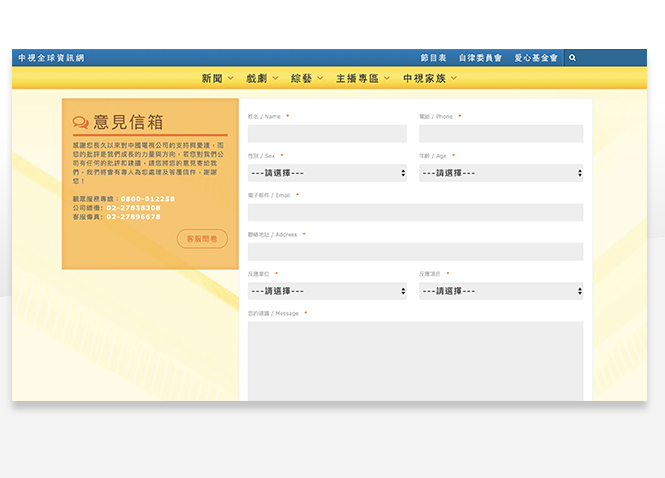 中視全球資訊網
節目表 自律委員會 愛心基金會
新聞 戲劇 綜藝 主播專區 中視家族
意見信箱
感謝您長久以來對中國電視公司的支持與愛護，而
您的批評是我們成長的力量與方向，若您對我們公
司有任何的批評和建議，請您將您的意見寄給我
們，我們將會有專人為您處理及答覆信件，謝謝
您！
觀眾服務專線：0800-012258
公司總機：02-27838308
客服傳真：02-27896678
客服問卷
姓名 / Name *
電話 / Phone *
性別 / Sex *
年齡 / Age *
---請選擇---
---請選擇---
電子郵件 / Email *
聯絡地址 / Address *
反應單位 *
反應項目 *
---請選擇---
---請選擇---
您的建議 / Message *